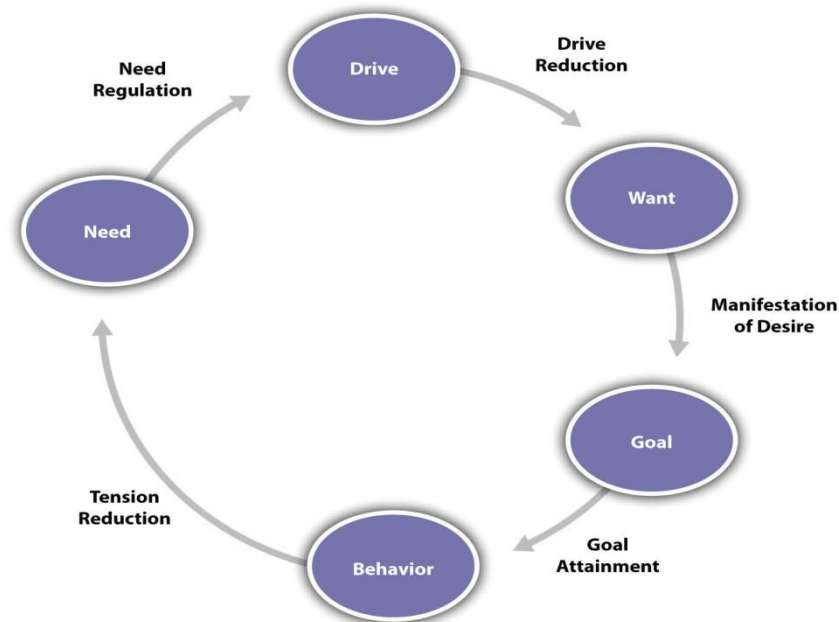 Drive
Drive
Reduction
Want
Manifestation
of Desire
Goal
Goal
Attainment
Behavior
Tension
Reduction
Need
Need
Regulation